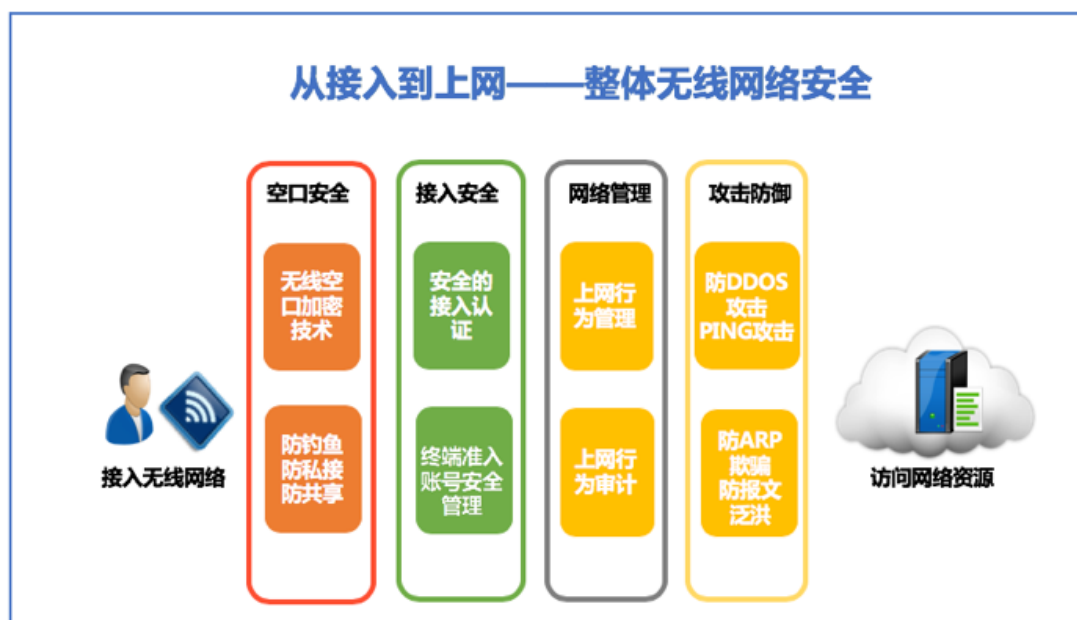 从接入到上网——整体无线网络安全
空口安全
无线空
口加密
技术
防钓鱼
防私接
防共享
接入安全
安全的
接入认
证
终端准入
账号安全
管理
网络管理
上网行
为管理
上网行
为审计
攻击防御
防DDOS
攻击
PING攻击
防ARP
欺骗
防报文
泛洪
接入无线网络
访问网络资源